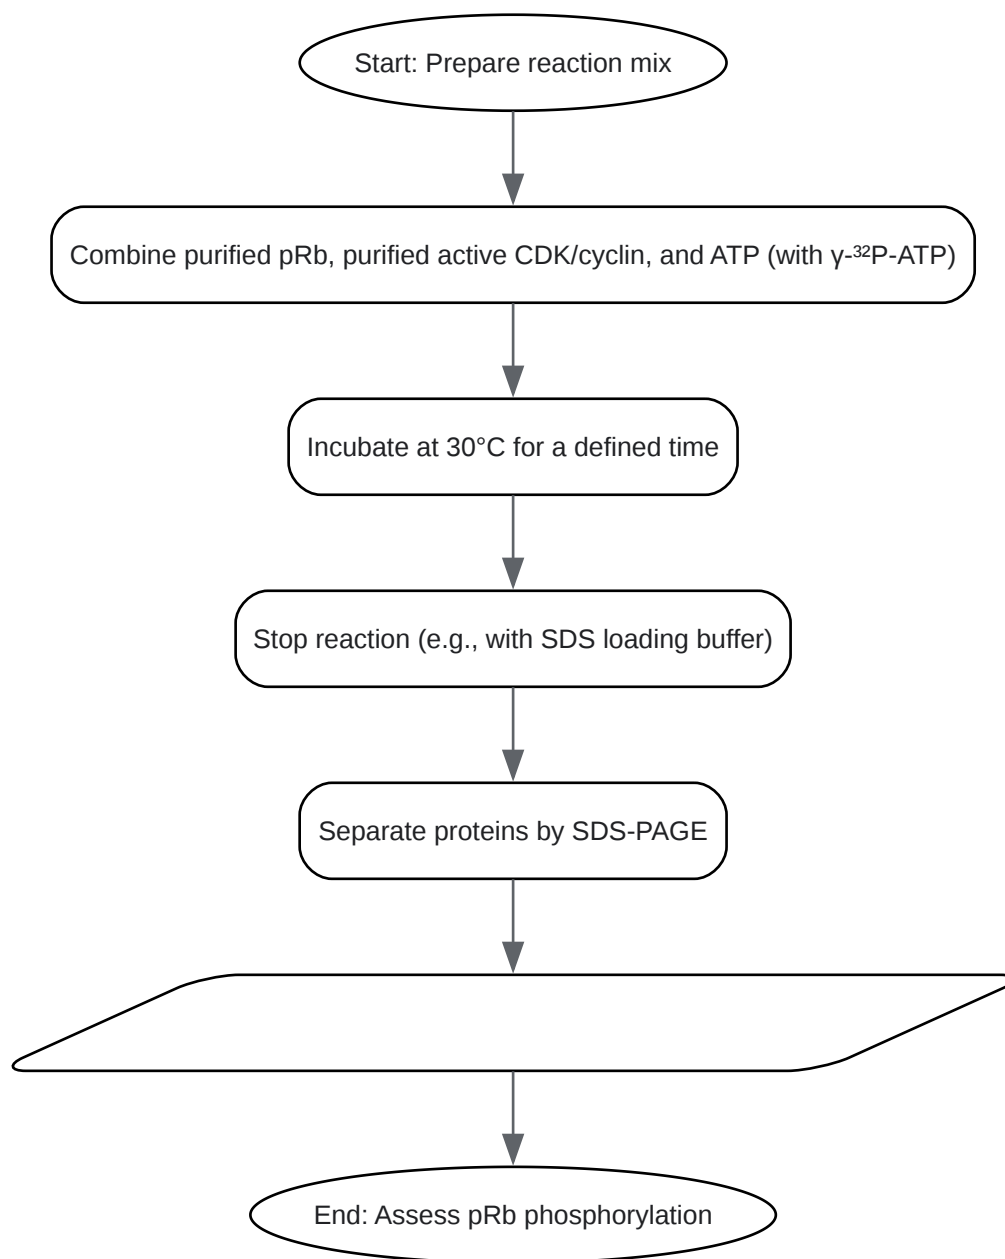 Start: Prepare reaction mix
Combine purified pRb, purified active CDK/cyclin, and ATP (with γ-³²P-ATP)
Incubate at 30°C for a defined time
Stop reaction (e.g., with SDS loading buffer)
Separate proteins by SDS-PAGE
End: Assess pRb phosphorylation